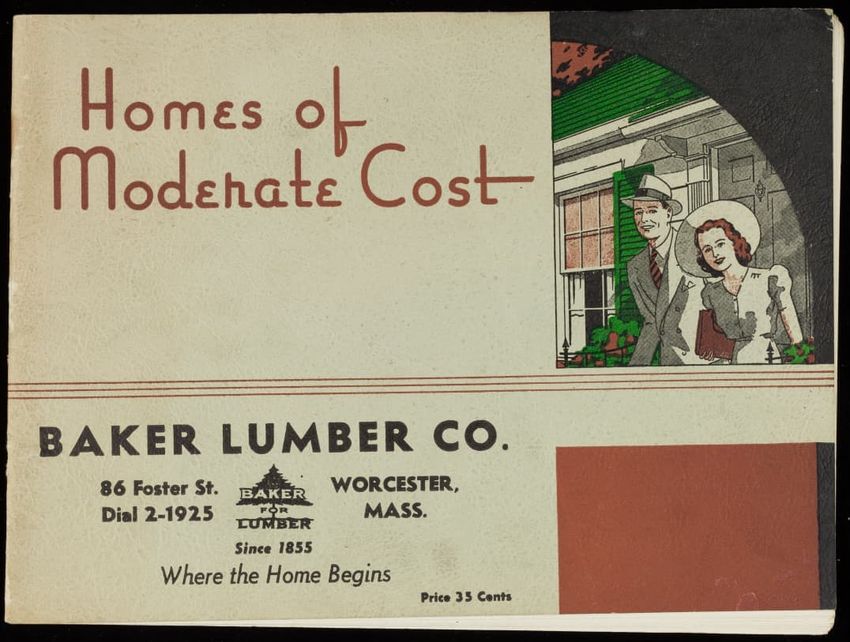 Homes of
Moderate Cost
BAKER LUMBER CO.
86 Foster St.
Dial 2-1925
BAKER
FOR
LUMBER
WORCESTER,
MASS.
Since 1855
Where the Home Begins
Price 35 Cents